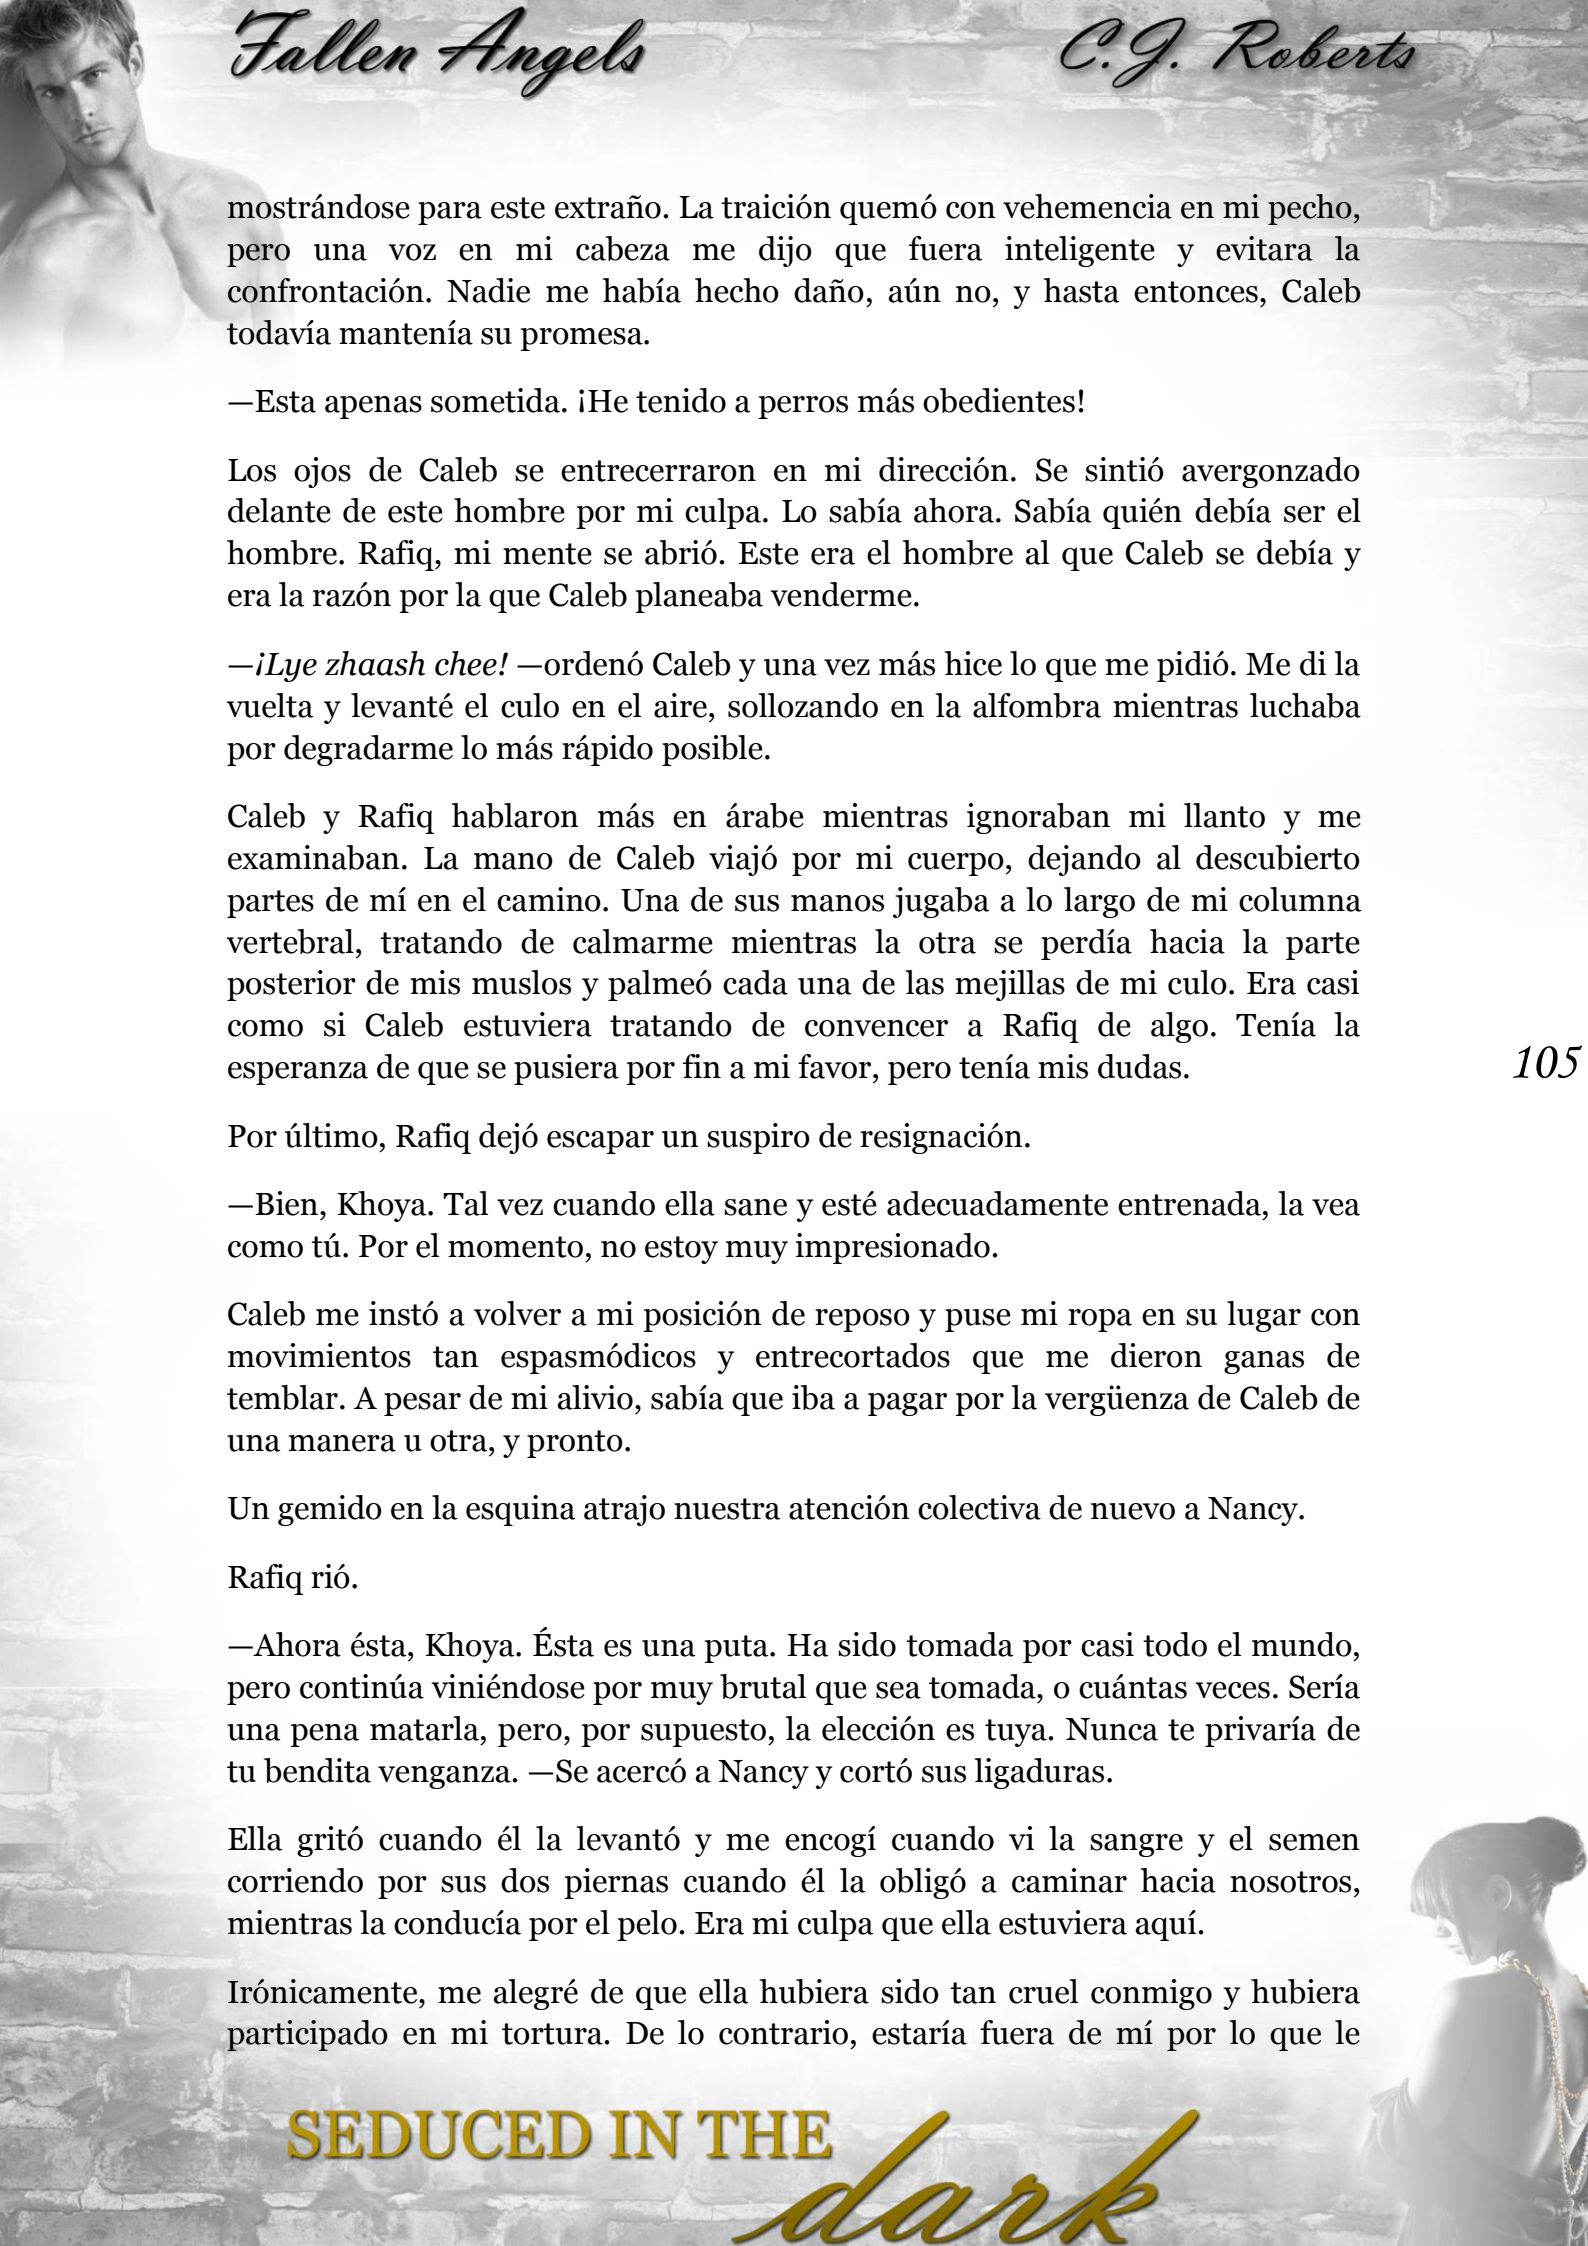 Fallen Angels
C.J. Roberts
mostrándose para este extraño. La traición quemó con vehemencia en mi pecho,
pero una voz en mi cabeza me dijo que fuera inteligente y evitara la
confrontación. Nadie me había hecho daño, aún no, y hasta entonces, Caleb
todavía mantenía su promesa.
—Esta apenas sometida. ¡He tenido a perros más obedientes!
Los ojos de Caleb se entrecerraron en mi dirección. Se sintió avergonzado
delante de este hombre por mi culpa. Lo sabía ahora. Sabía quién debía ser el
hombre. Rafiq, mi mente se abrió. Este era el hombre al que Caleb se debía y
era la razón por la que Caleb planeaba venderme.
—¡Lye zhaash chee! —ordenó Caleb y una vez más hice lo que me pidió. Me di la
vuelta y levanté el culo en el aire, sollozando en la alfombra mientras luchaba
por degradarme lo más rápido posible.
Caleb y Rafiq hablaron más en árabe mientras ignoraban mi llanto y me
examinaban. La mano de Caleb viajó por mi cuerpo, dejando al descubierto
partes de mí en el camino. Una de sus manos jugaba a lo largo de mi columna
vertebral, tratando de calmarme mientras la otra se perdía hacia la parte
posterior de mis muslos y palmeó cada una de las mejillas de mi culo. Era casi
como si Caleb estuviera tratando de convencer a Rafiq de algo. Tenía la
esperanza de que se pusiera por fin a mi favor, pero tenía mis dudas.
105
Por último, Rafiq dejó escapar un suspiro de resignación.
—Bien, Khoya. Tal vez cuando ella sane y esté adecuadamente entrenada, la vea
como tú. Por el momento, no estoy muy impresionado.
Caleb me instó a volver a mi posición de reposo y puse mi ropa en su lugar con
movimientos tan espasmódicos y entrecortados que me dieron ganas de
temblar. A pesar de mi alivio, sabía que iba a pagar por la vergüenza de Caleb de
una manera u otra, y pronto.
Un gemido en la esquina atrajo nuestra atención colectiva de nuevo a Nancy.
Rafiq rió.
—Ahora ésta, Khoya. Ésta es una puta. Ha sido tomada por casi todo el mundo,
pero continúa viniéndose por muy brutal que sea tomada, o cuántas veces. Sería
una pena matarla, pero, por supuesto, la elección es tuya. Nunca te privaría de
tu bendita venganza. —Se acercó a Nancy y cortó sus ligaduras.
Ella gritó cuando él la levantó y me encogí cuando vi la sangre y el semen
corriendo por sus dos piernas cuando él la obligó a caminar hacia nosotros,
mientras la conducía por el pelo. Era mi culpa que ella estuviera aquí.
Irónicamente, me alegré de que ella hubiera sido tan cruel conmigo y hubiera
participado en mi tortura. De lo contrario, estaría fuera de mí por lo que le
SEDUCED IN THE
dark